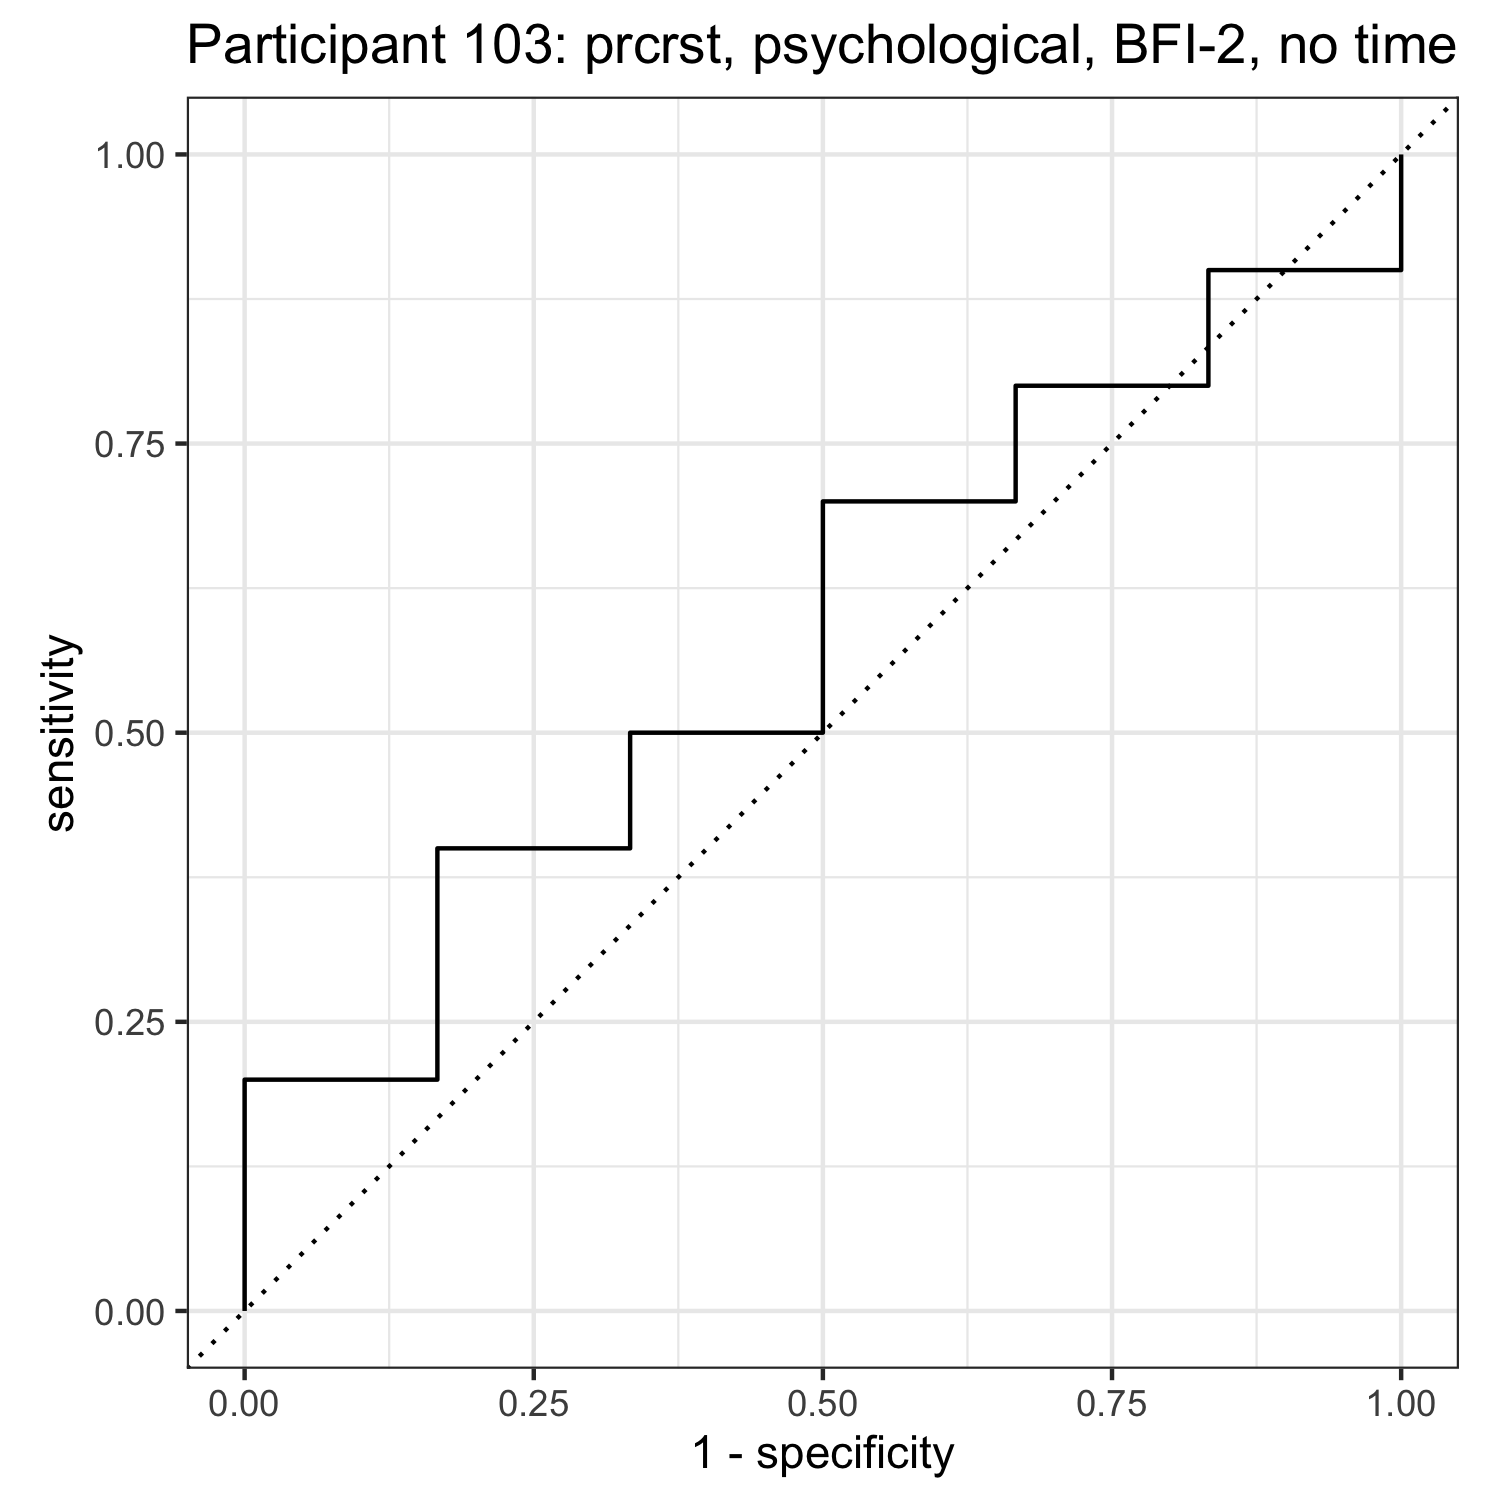 Participant 103: prcrst, psychological, BFI-2, no time
sensitivity
1.00
0.75
0.50
0.25
0.00
0.00 0.25 0.50 0.75 1.00
1 - specificity